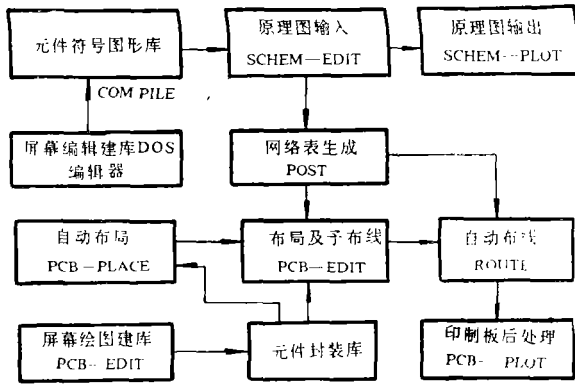 元件符号图形库
原理图输入
SCHEM—EDIT
原理图输出
SCHEM--PLOT
COMPILE
屏幕编辑建库DOS
编辑器
网络表生成
POST
自动布局
PCB—PLACE
布局及手布线
PCB—EDIT
自动布线
ROUTE
屏幕绘图建库
PCB-- EDIT
元件封装库
印制板后处理
PCB- PLOT